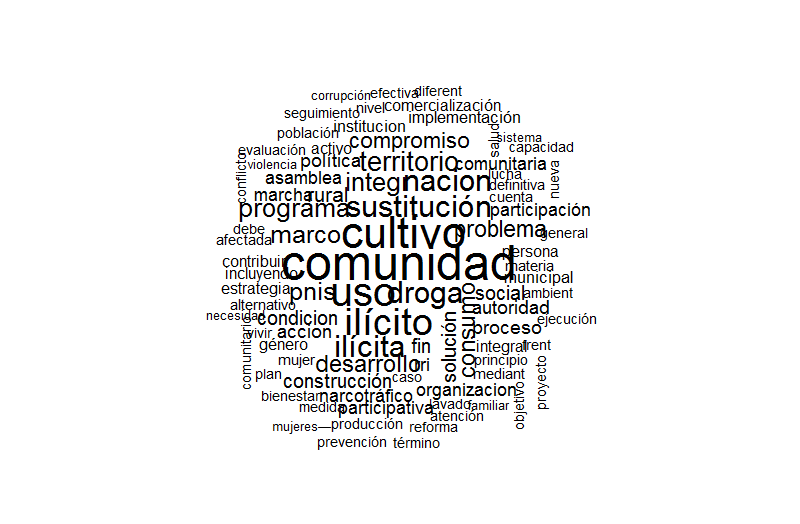 corrupción efectiva diferent
seguimiento nivel comercialización
institucion implementación
población compromiso salud sistema
evaluación activo capacidad
violencia política territorio comunitaria
conflicto asamblea integr nacion lucha nueva
marcha rural definitiva
programa sustitución cuenta participación
debe marco cultivo problema general
afectada
contribuir comunidad persona
incluyendo materia
estrategia pnis uso droga social municipal ambient
alternativo autoridad
necesidad condicion ilícito consumo ejecución
comunitario vivir accion solución proceso
género ilícita fin integral frent
mujer desarrollo rri principio
plan construcción caso mediant proyecto
bienestar narcotráfico organizacion objetivo
medida participativa lavado familiar
atención
mujeres— producción reforma
prevención término